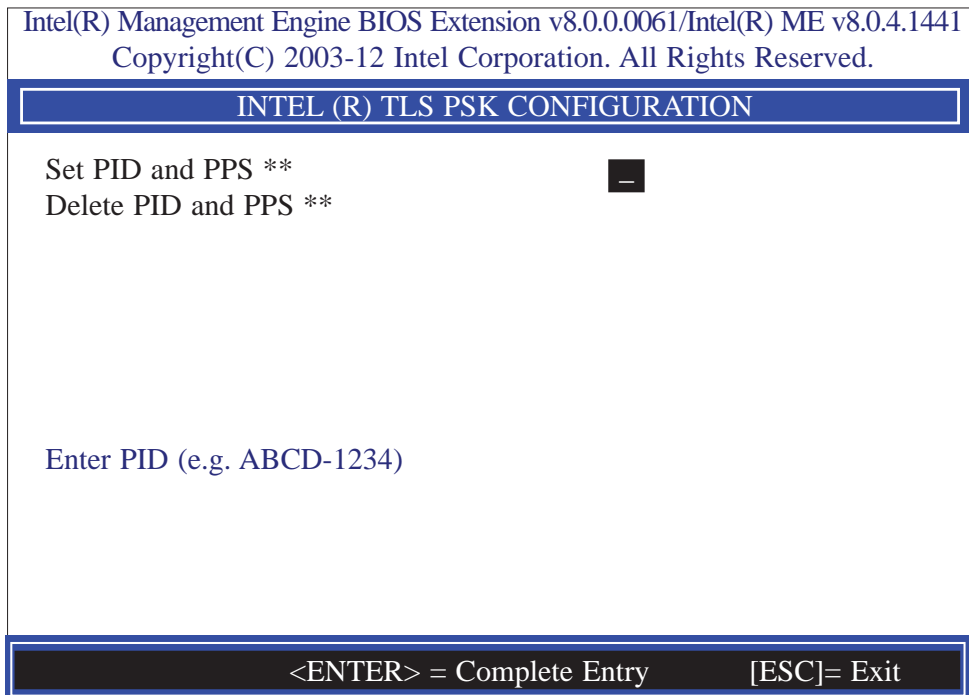 Intel(R) Management Engine BIOS Extension v8.0.0.0061/Intel(R) ME v8.0.4.1441
Copyright(C) 2003-12 Intel Corporation. All Rights Reserved.
INTEL (R) TLS PSK CONFIGURATION
Set PID and PPS ** _
Delete PID and PPS **
Enter PID (e.g. ABCD-1234)
<ENTER> = Complete Entry [ESC]= Exit